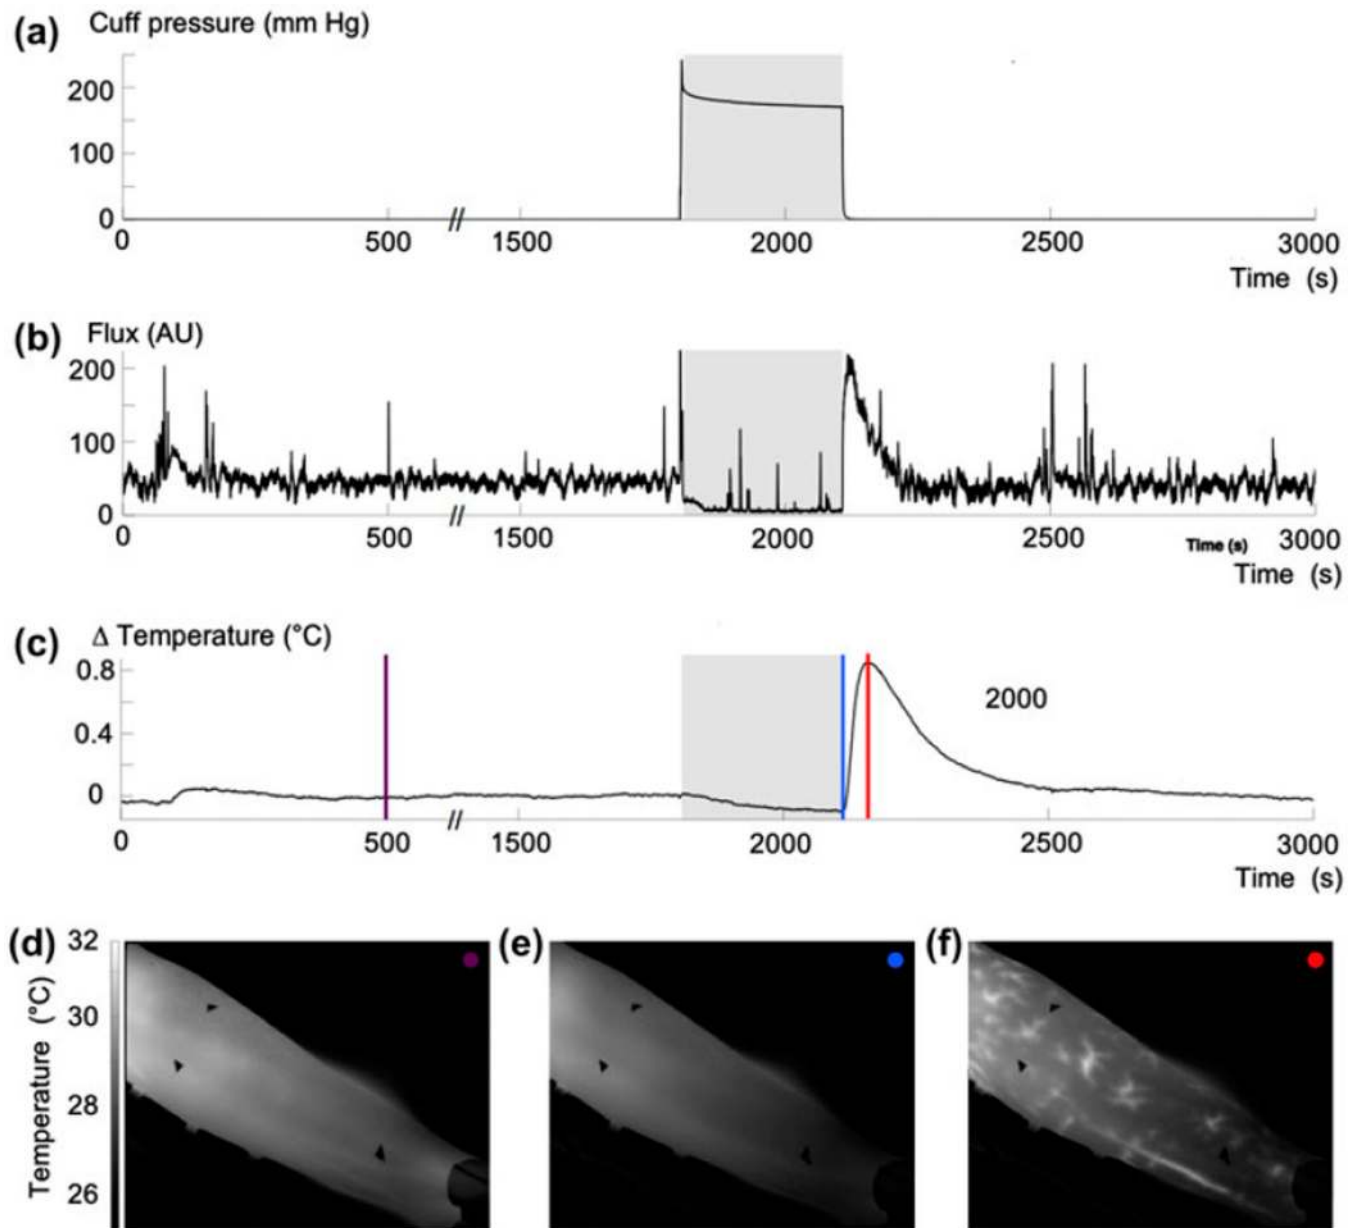 (a) Cuff pressure (mm Hg)
200
100
0
0 500 // 1500 2000 2500 3000
Time (s)
(b) Flux (AU)
200
100
0
0 500 // 1500 2000 2500 Time (s) 3000
Time (s)
(c) Δ Temperature (°C)
0.8
2000
0.4
0
0 500 // 1500 2000 2500 3000
Time (s)
(d) (e) (f)
Temperature (°C)
32
30
28
26